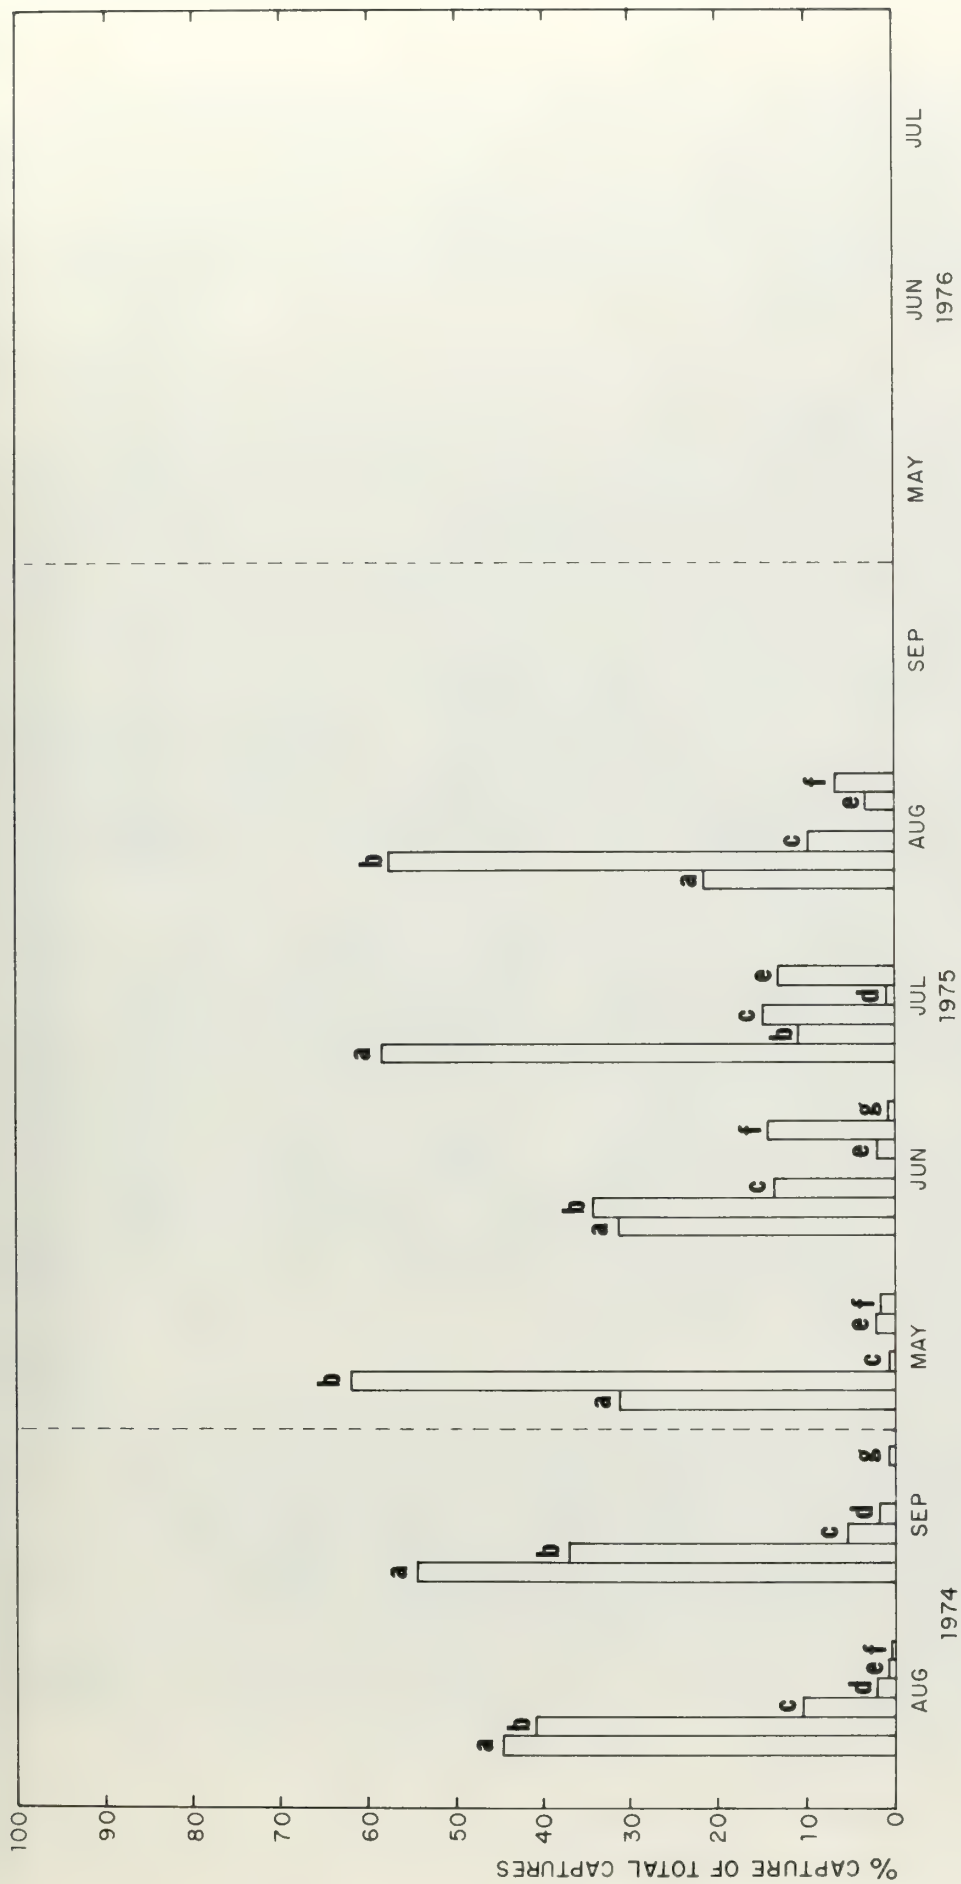 % CAPTURE OF TOTAL CAPTURES
100
90
80
70
60
50
40
30
20
10
0
a
b
c
d
e
f
a
b
c
d
g
a
b
c
e
f
a
b
c
e
f
g
a
b
c
d
e
a
b
c
e
f
AUG SEP MAY JUN JUL AUG SEP MAY JUN JUL
1974 1975 1976